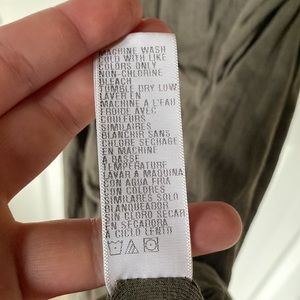 MACHINE WASH
COLD WITH LIKE
COLORS ONLY
NON-CHLORINE
BLEACH
TUMBLE DRY LOW
LAVER EN
MACHINE A L'EAU
FROIDE AVEC
COULEURS
SIMILAIRES
BLANCHIR SANS
CHLORE SECHAGE
EN MACHINE
A BASSE
TEMPERATURE
LAVAR A MAQUINA
CON AGUA FRIA
CON COLORES
SIMILARES SOLO
BLANQUEADOR
SIN CLORO SECAR
EN SECADORA
A CICLO LENTO